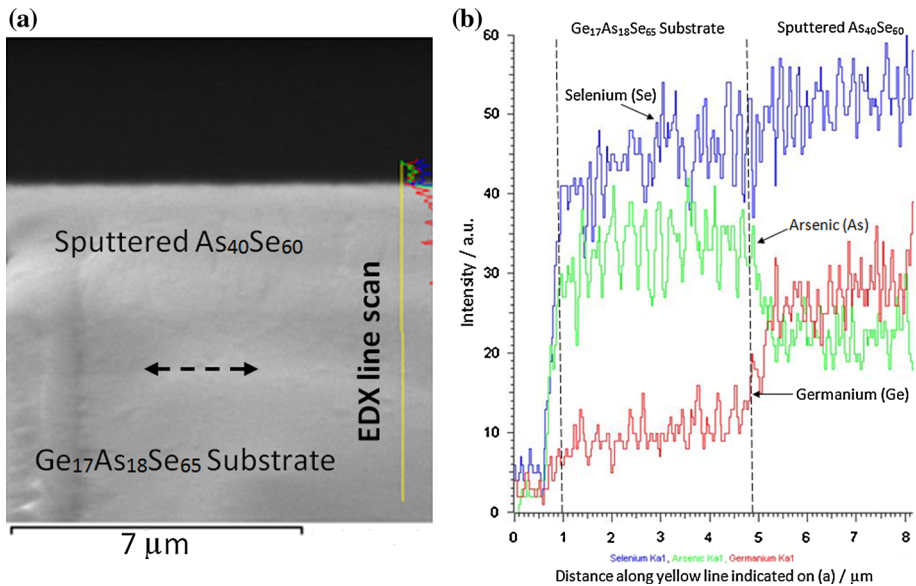 (a)
Sputtered As₄₀Se₆₀
EDX line scan
Ge₁₇As₁₈Se₆₅ Substrate
7 µm
(b)
Ge₁₇As₁₈Se₆₅ Substrate
Sputtered As₄₀Se₆₀
60
50
40
30
20
10
0
Intensity / a.u.
Selenium (Se)
Arsenic (As)
Germanium (Ge)
0 1 2 3 4 5 6 7 8
Selenium Ka1, Arsenic Ka1, Germanium Ka1
Distance along yellow line indicated on (a) / µm